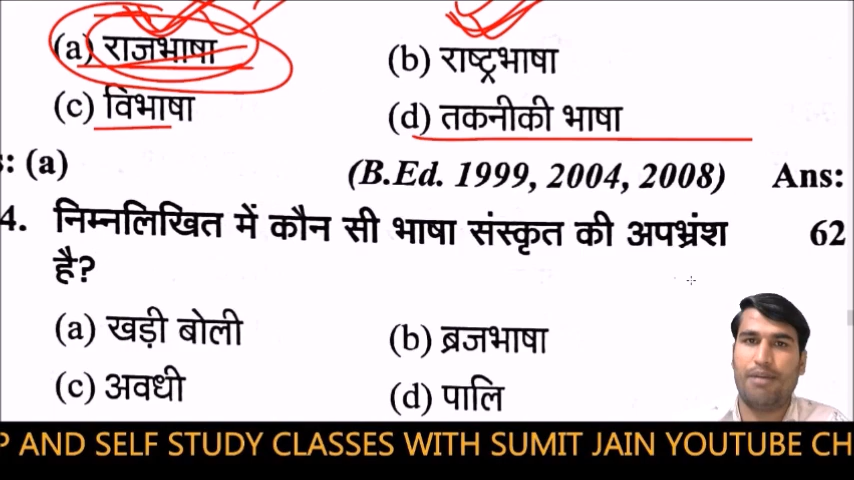 (a) राजभाषा (b) राष्ट्रभाषा
(c) विभाषा (d) तकनीकी भाषा
s: (a) (B.Ed. 1999, 2004, 2008) Ans:
4. निम्नलिखित में कौन सी भाषा संस्कृत की अपभ्रंश 62
है?
(a) खड़ी बोली (b) ब्रजभाषा
(c) अवधी (d) पालि
P AND SELF STUDY CLASSES WITH SUMIT JAIN YOUTUBE CH